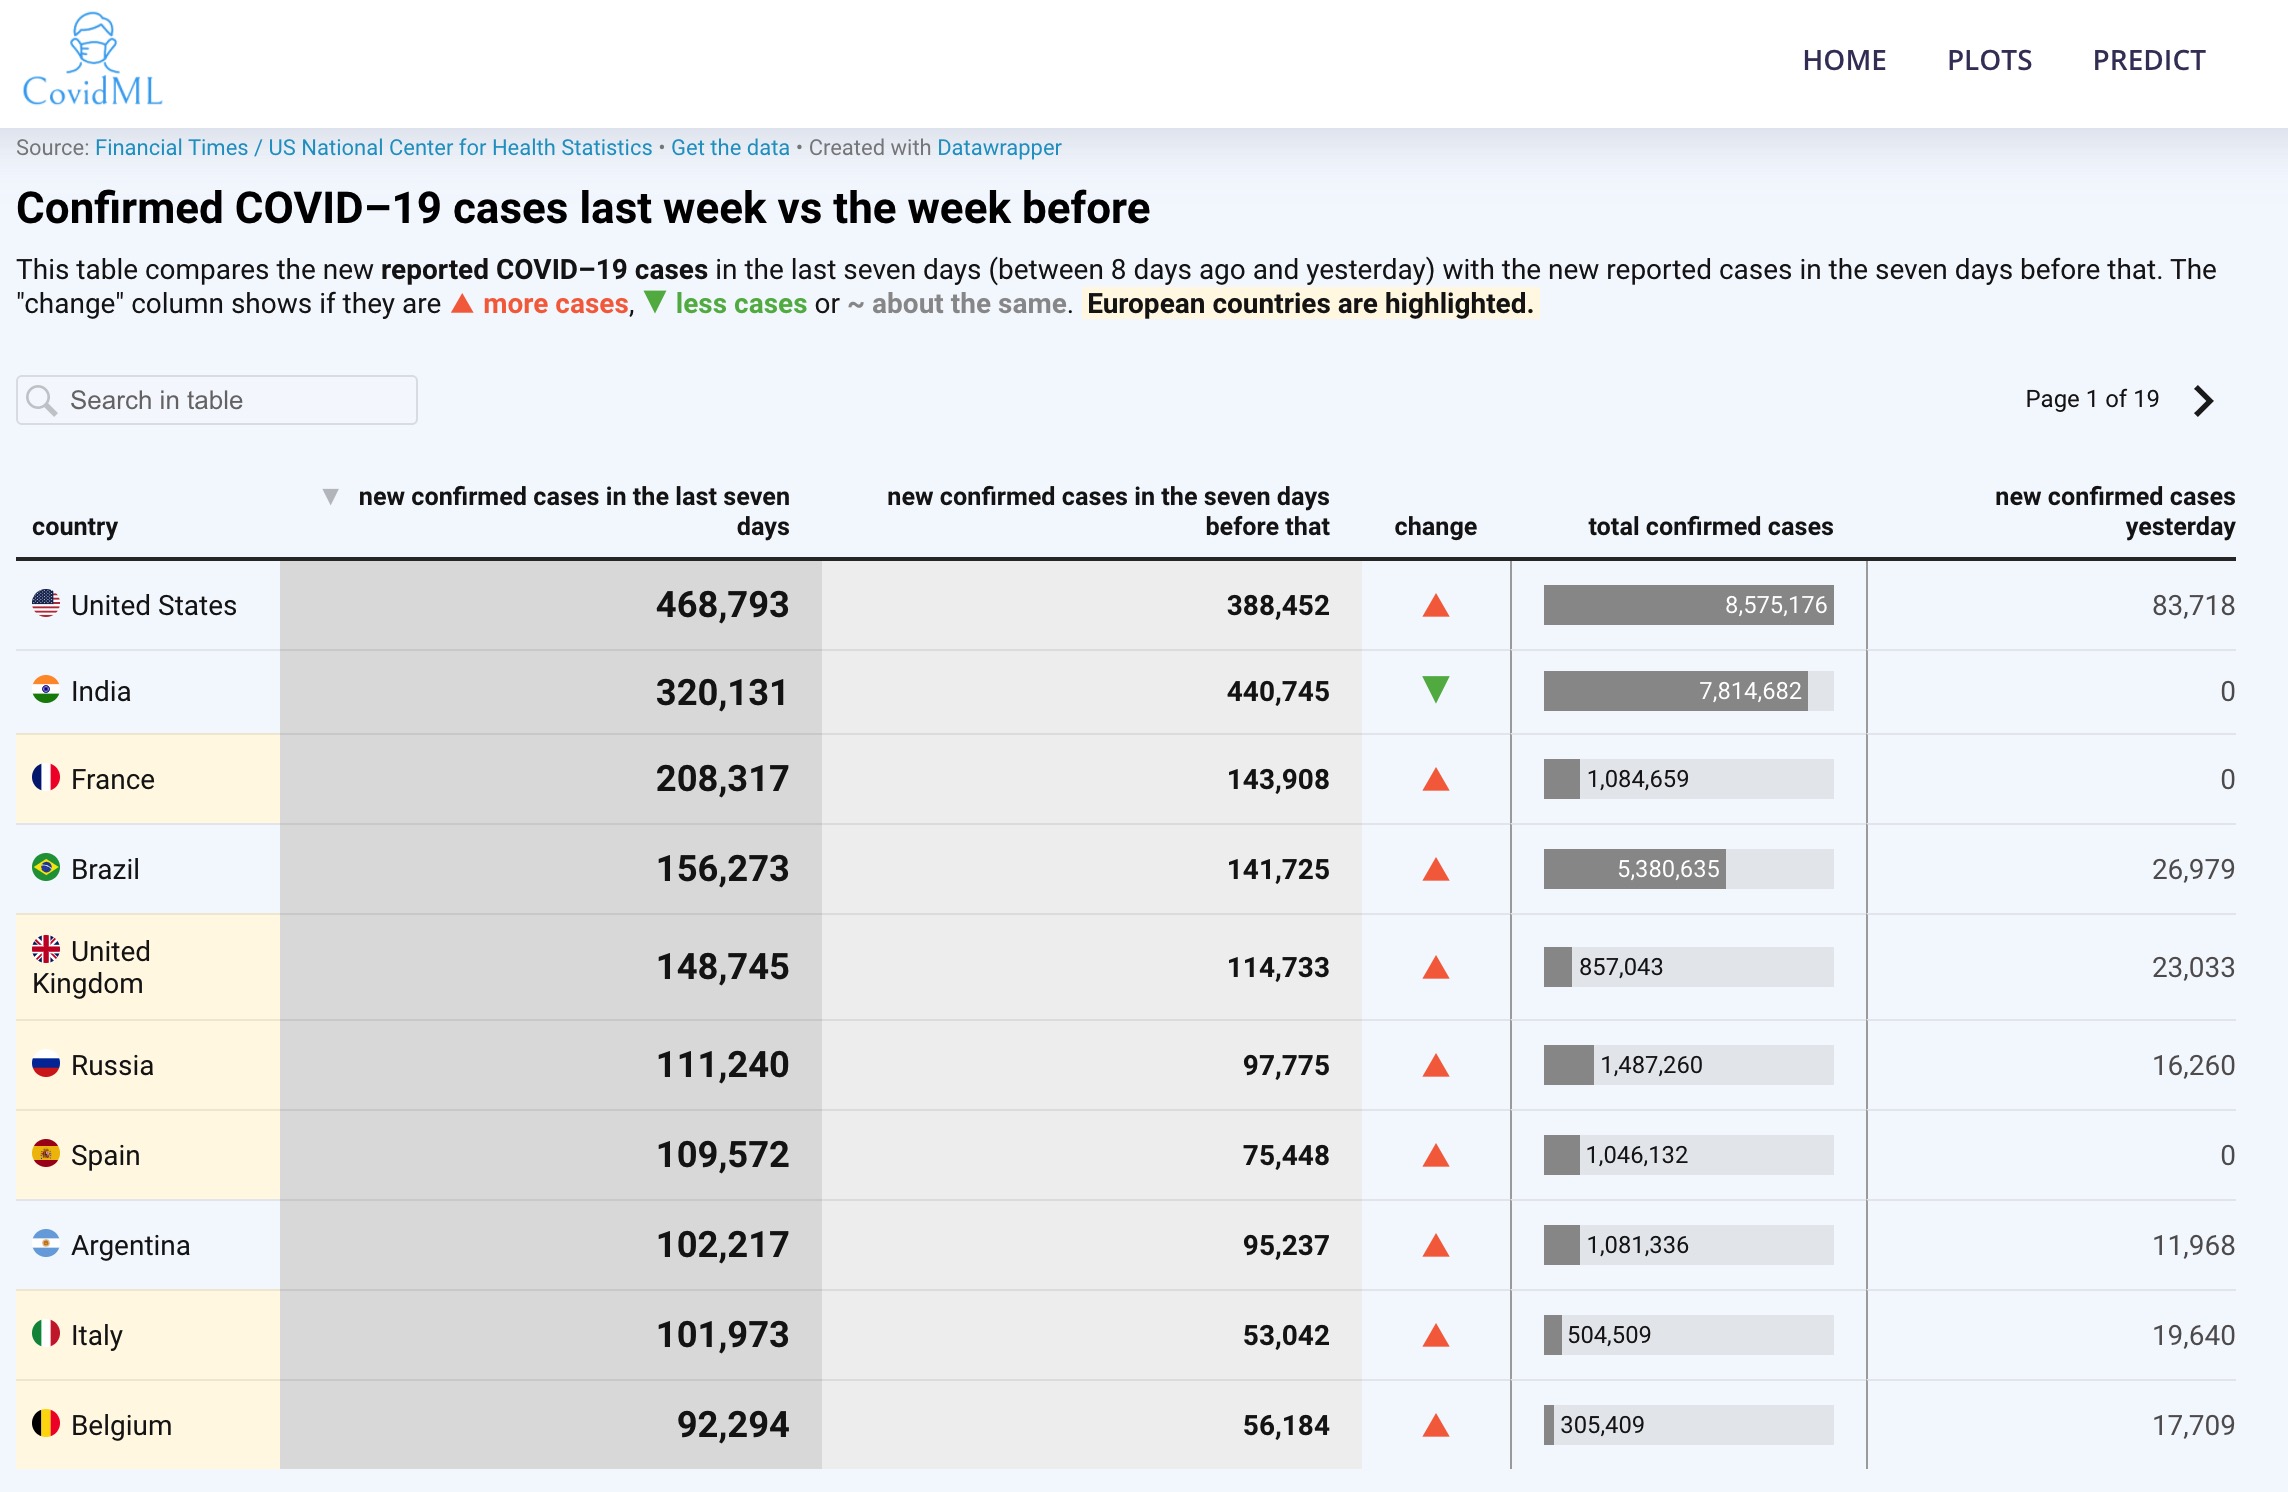 CovidML
HOME PLOTS PREDICT
Source: Financial Times / US National Center for Health Statistics • Get the data • Created with Datawrapper
Confirmed COVID–19 cases last week vs the week before
This table compares the new reported COVID–19 cases in the last seven days (between 8 days ago and yesterday) with the new reported cases in the seven days before that. The
"change" column shows if they are ▲ more cases, ▼ less cases or ~ about the same. European countries are highlighted.
Search in table
Page 1 of 19
country ▼ new confirmed cases in the last seven days new confirmed cases in the seven days before that change total confirmed cases new confirmed cases yesterday
United States 468,793 388,452 ▲ 8,575,176 83,718
India 320,131 440,745 ▼ 7,814,682 0
France 208,317 143,908 ▲ 1,084,659 0
Brazil 156,273 141,725 ▲ 5,380,635 26,979
United Kingdom 148,745 114,733 ▲ 857,043 23,033
Russia 111,240 97,775 ▲ 1,487,260 16,260
Spain 109,572 75,448 ▲ 1,046,132 0
Argentina 102,217 95,237 ▲ 1,081,336 11,968
Italy 101,973 53,042 ▲ 504,509 19,640
Belgium 92,294 56,184 ▲ 305,409 17,709